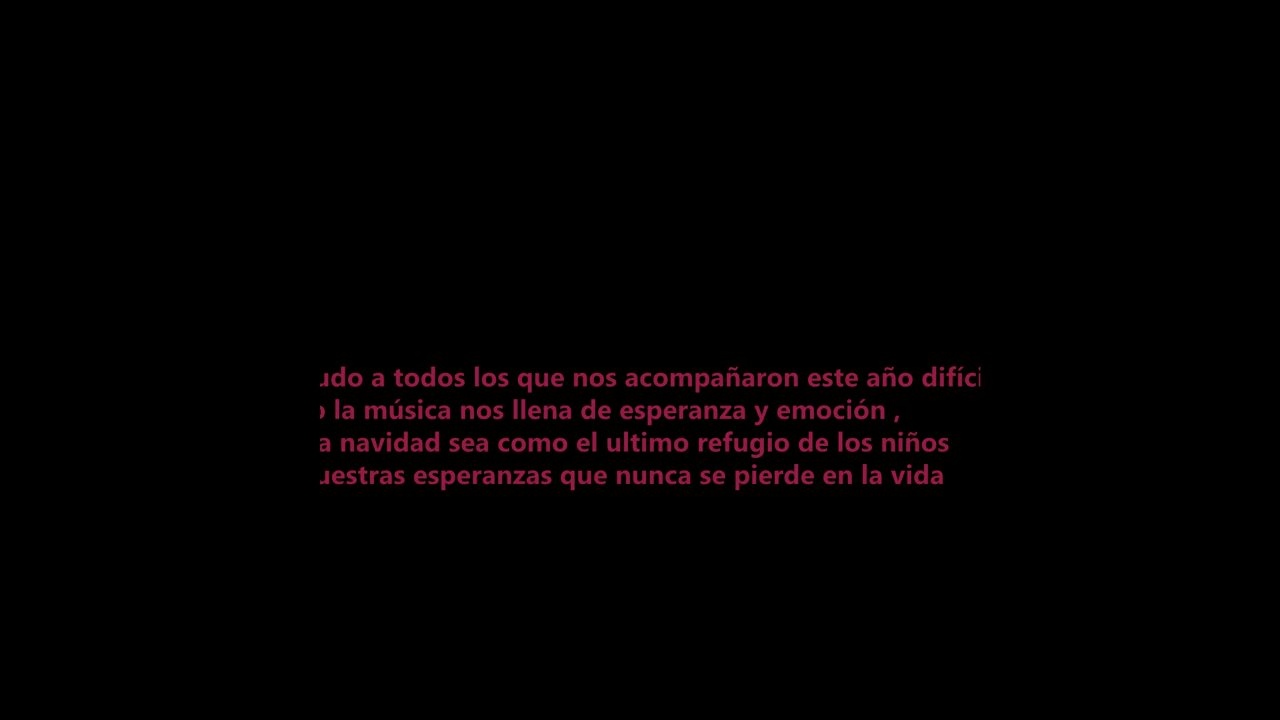 udo a todos los que nos acompañaron este año difíci
la música nos llena de esperanza y emoción ,
a navidad sea como el ultimo refugio de los niños
uestras esperanzas que nunca se pierde en la vida